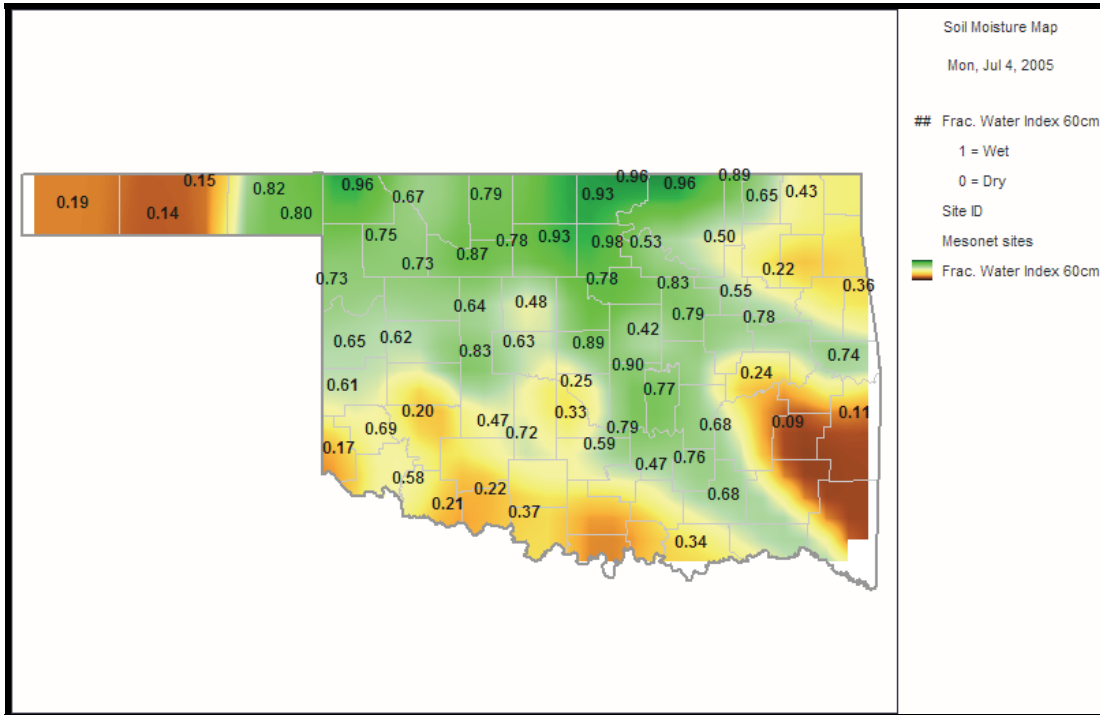 Soil Moisture Map
Mon, Jul 4, 2005
## Frac. Water Index 60cm
1 = Wet
0 = Dry
Site ID
Mesonet sites
Frac. Water Index 60cm
0.96 0.89
0.15 0.82 0.96 0.67 0.79 0.93 0.96 0.65 0.43
0.19 0.14 0.80
0.75 0.78 0.93 0.98 0.53 0.50
0.73 0.73 0.87 0.78 0.83 0.22
0.64 0.48 0.55 0.36
0.79 0.78
0.65 0.62 0.63 0.42
0.83 0.89 0.74
0.90 0.24
0.61 0.25 0.77
0.20 0.47 0.33 0.09 0.11
0.69 0.72 0.79 0.68
0.17 0.59
0.58 0.47 0.76
0.22 0.68
0.21 0.37
0.34